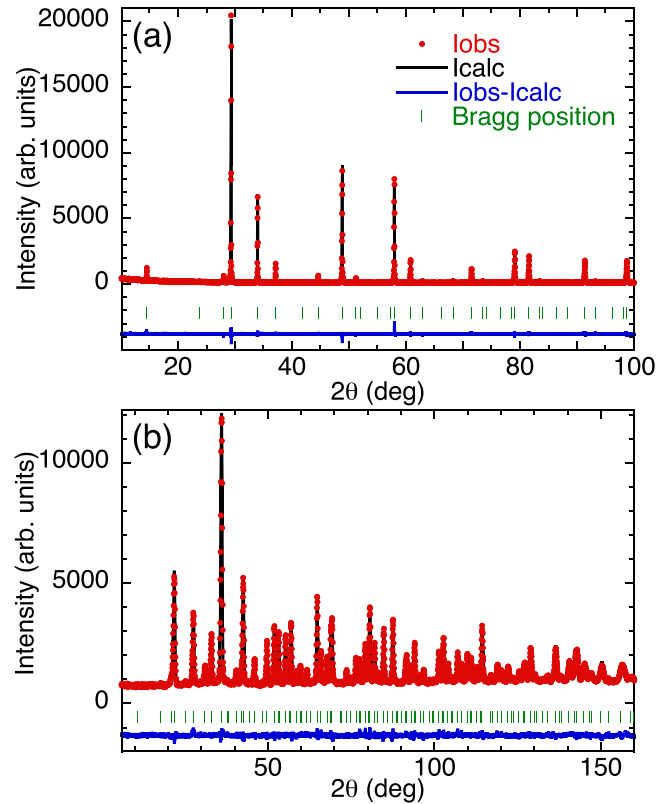 (a)
Iobs
Icalc
Iobs-Icalc
Bragg position
Intensity (arb. units)
20000
15000
10000
5000
0
20 40 60 80 100
2θ (deg)
(b)
Intensity (arb. units)
10000
5000
0
50 100 150
2θ (deg)